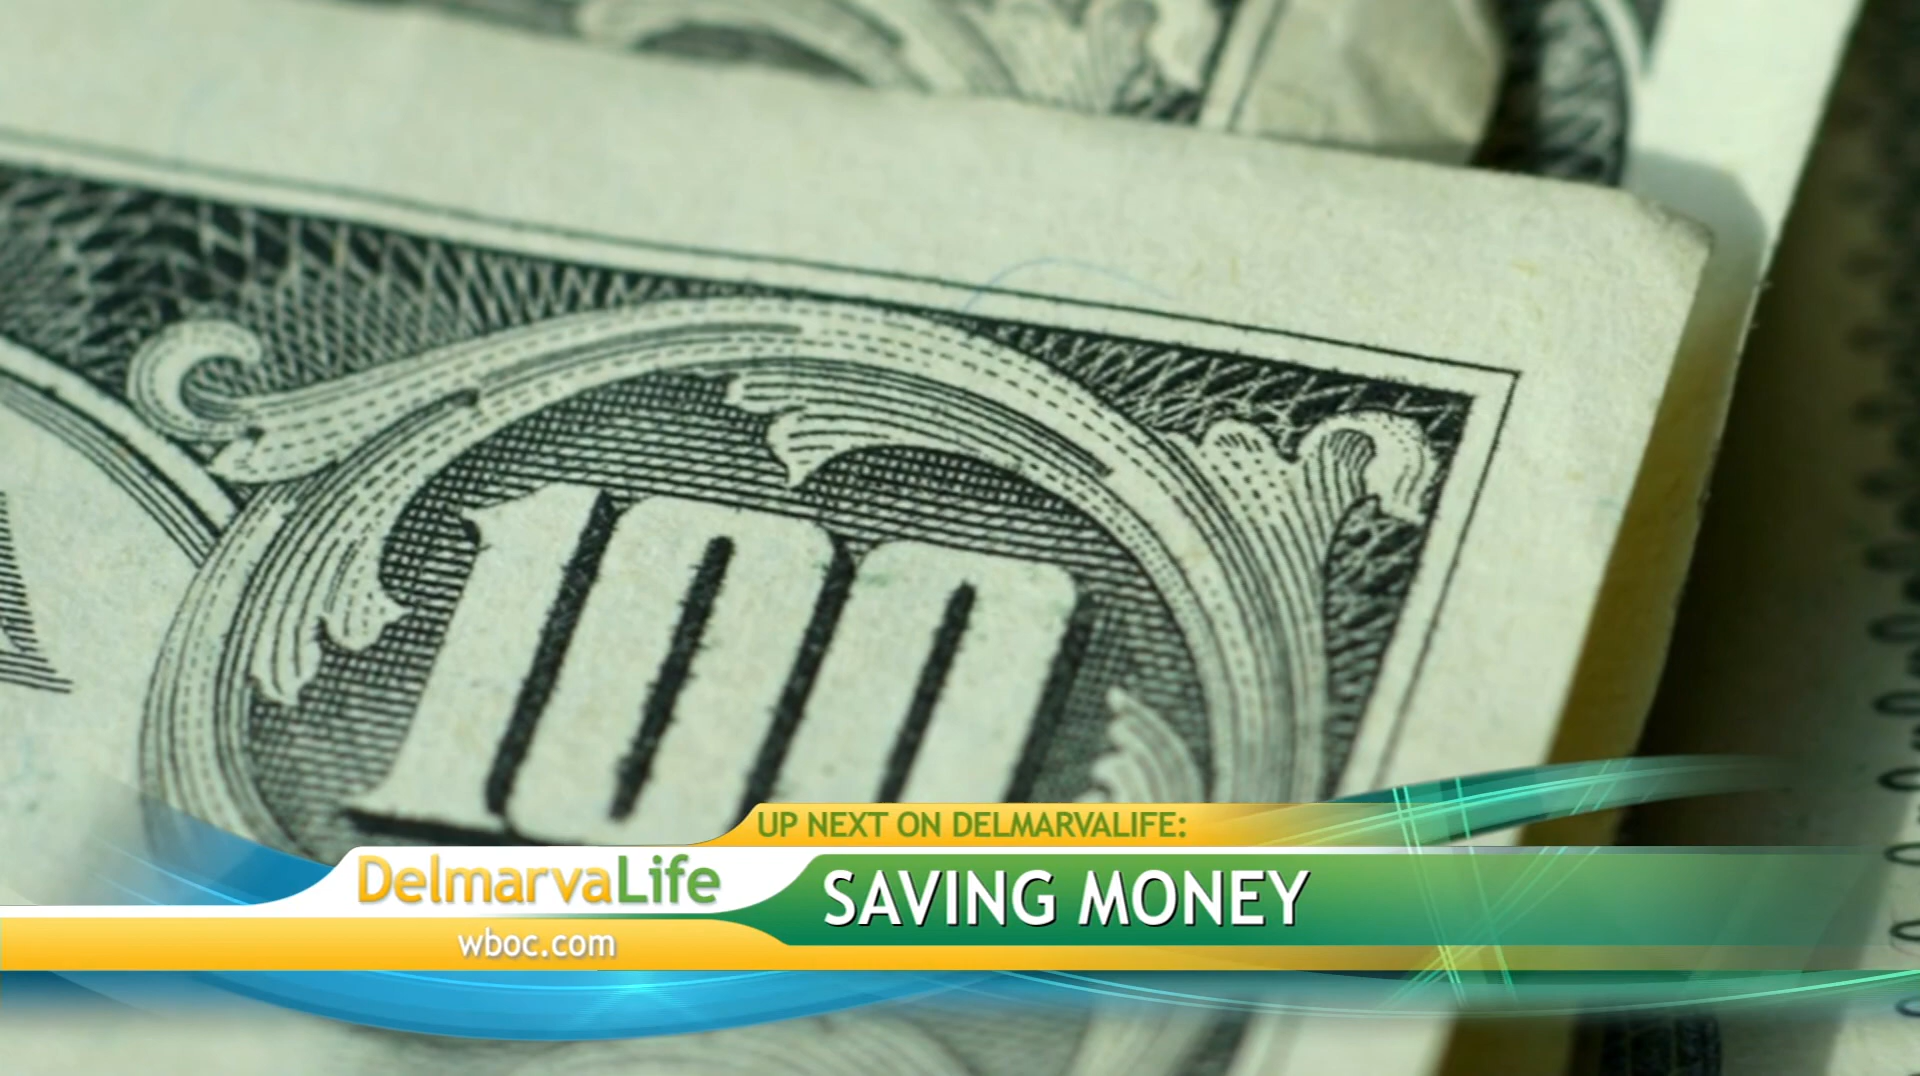 100
UP NEXT ON DELMARVALIFE:
DelmarvaLife
SAVING MONEY
wboc.com